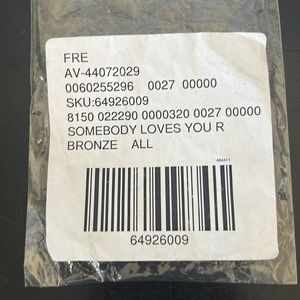 FRE
AV-44072029
0060255296 0027 00000
SKU:64926009
8150 022290 0000320 0027 00000
SOMEBODY LOVES YOU R
BRONZE ALL
464411
64926009